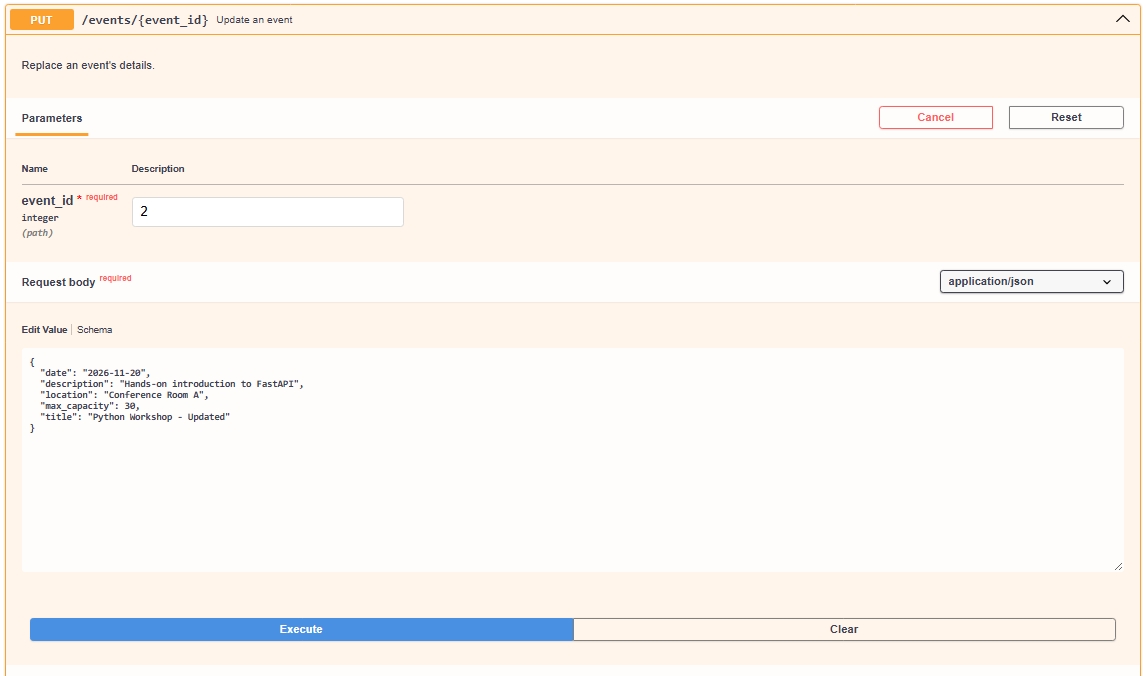 PUT /events/{event_id} Update an event
Replace an event's details.
Parameters Cancel Reset
Name Description
event_id * required
integer
(path)
2
Request body required application/json
Edit Value Schema
{
  "date": "2026-11-20",
  "description": "Hands-on introduction to FastAPI",
  "location": "Conference Room A",
  "max_capacity": 30,
  "title": "Python Workshop - Updated"
}
Execute Clear